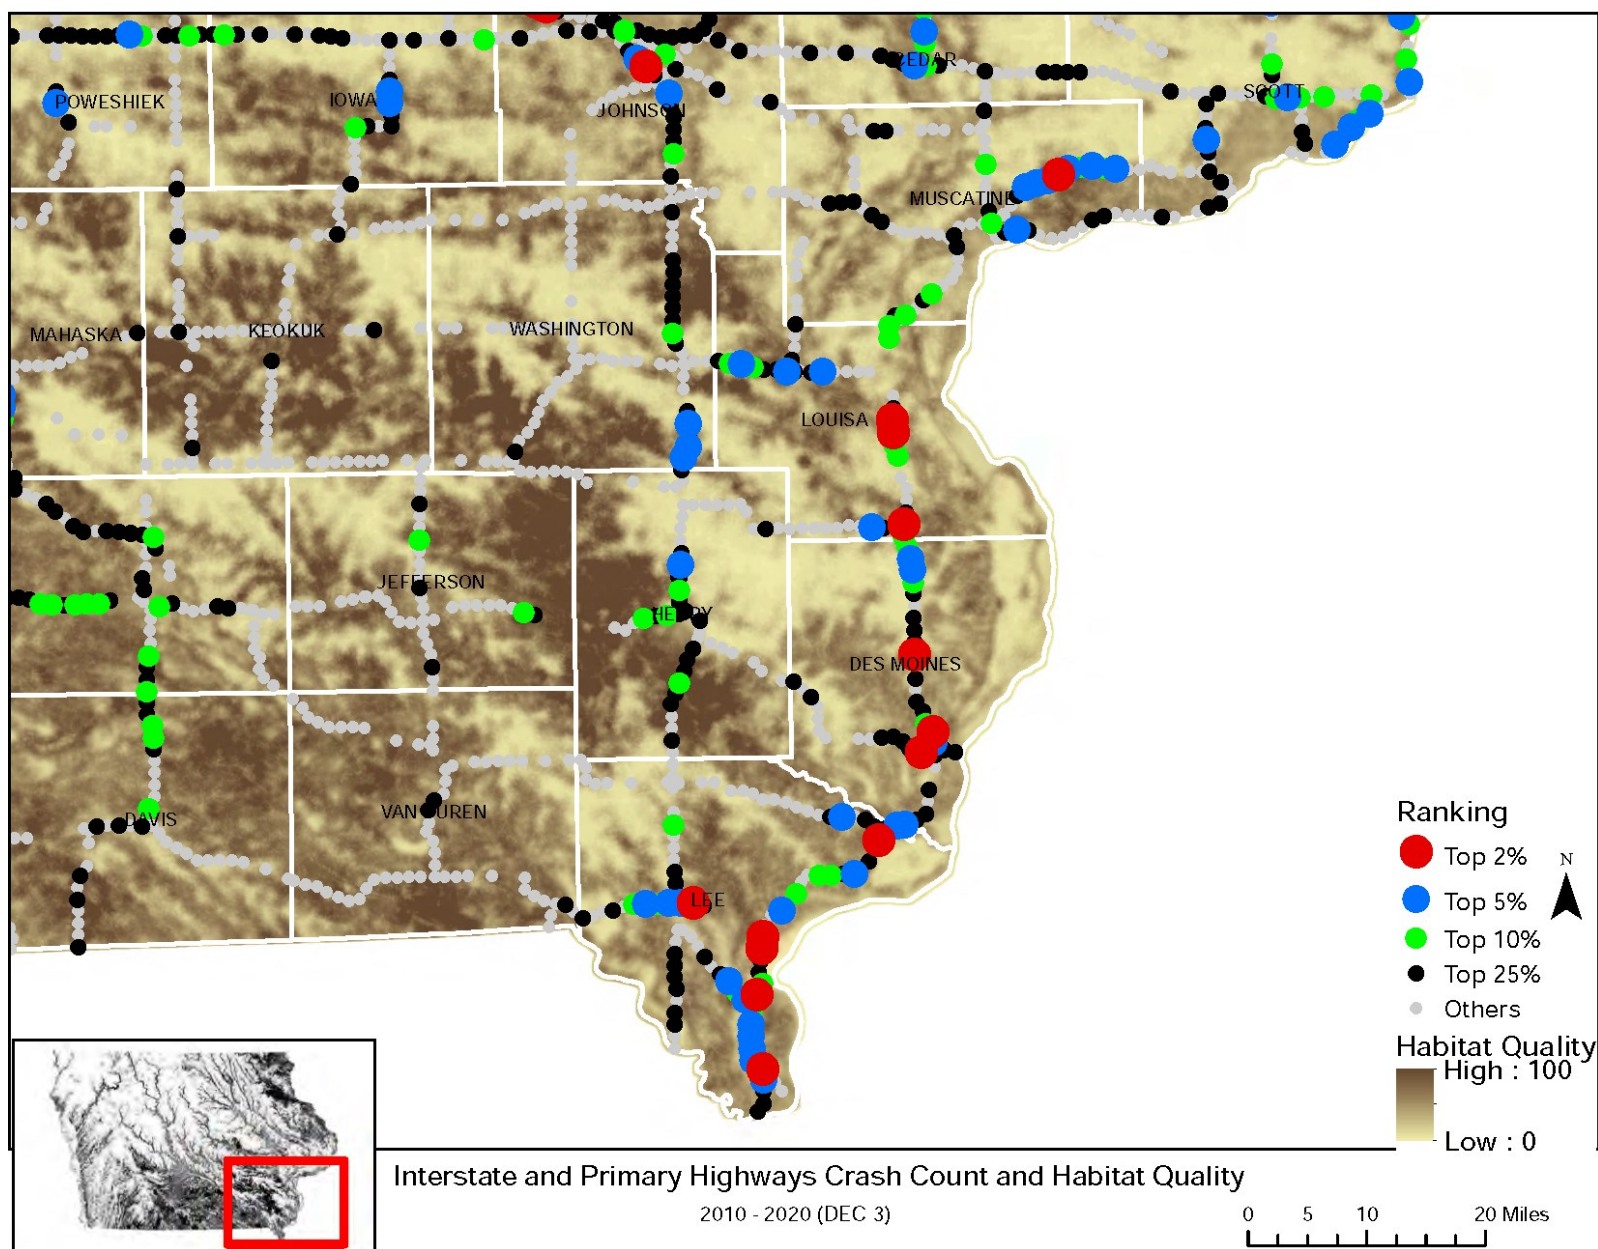 CEDAR
POWESHIEK
IOWA
JOHNSON
SCOTT
MUSCATINE
MAHASKA
KEOKUK
WASHINGTON
LOUISA
JEFFERSON
HENRY
DES MOINES
DAVIS
VAN BUREN
LEE
Ranking
Top 2%
N
Top 5%
Top 10%
Top 25%
Others
Habitat Quality
High : 100
Low : 0
Interstate and Primary Highways Crash Count and Habitat Quality
2010 - 2020 (DEC 3)
0 5 10 20 Miles